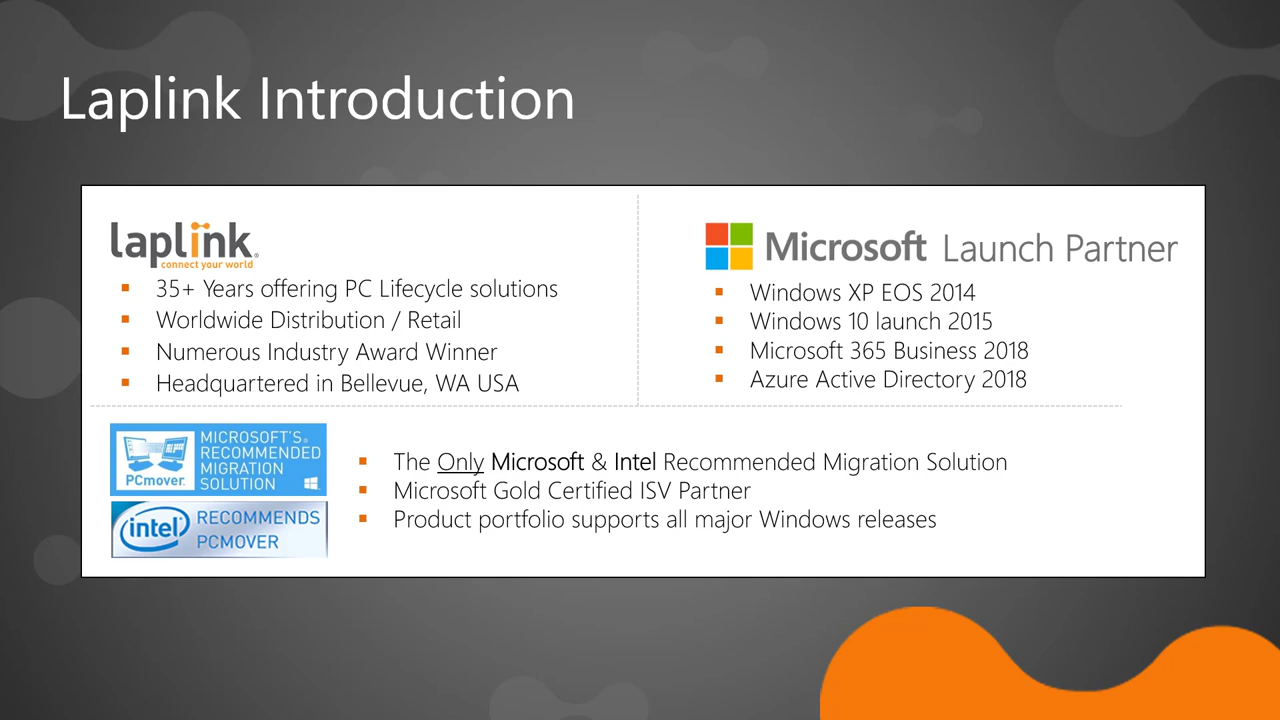 Laplink Introduction
laplink.
connect your world
35+ Years offering PC Lifecycle solutions
Worldwide Distribution / Retail
Numerous Industry Award Winner
Headquartered in Bellevue, WA USA
Microsoft Launch Partner
Windows XP EOS 2014
Windows 10 launch 2015
Microsoft 365 Business 2018
Azure Active Directory 2018
PCmover
MICROSOFT'S
RECOMMENDED
MIGRATION
SOLUTION
intel
RECOMMENDS
PCMOVER
The Only Microsoft & Intel Recommended Migration Solution
Microsoft Gold Certified ISV Partner
Product portfolio supports all major Windows releases